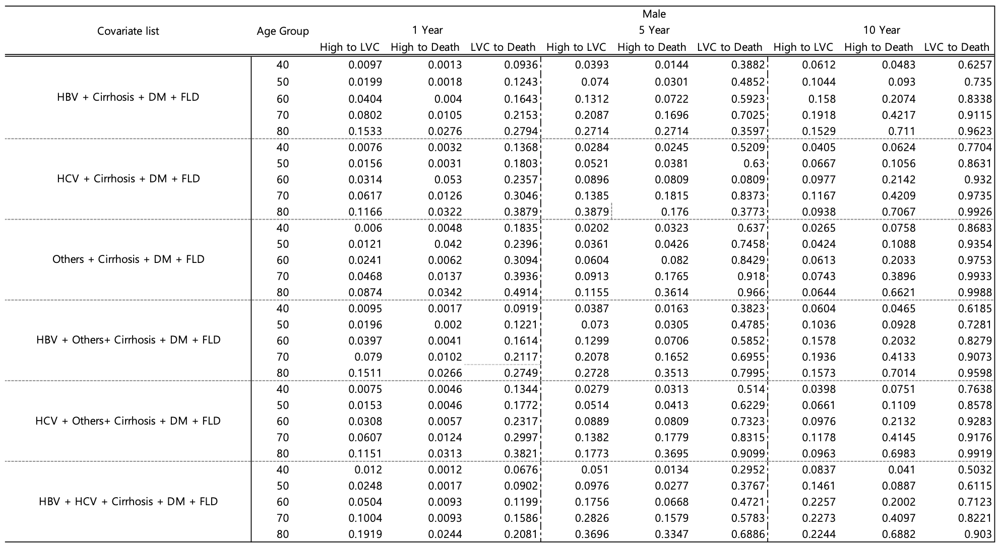 Male
Covariate list Age Group 1 Year 5 Year 10 Year
High to LVC High to Death LVC to Death High to LVC High to Death LVC to Death High to LVC High to Death LVC to Death
40 0.0097 0.0013 0.0936 0.0393 0.0144 0.3882 0.0612 0.0483 0.6257
50 0.0199 0.0018 0.1243 0.074 0.0301 0.4852 0.1044 0.093 0.735
HBV + Cirrhosis + DM + FLD 60 0.0404 0.004 0.1643 0.1312 0.0722 0.5923 0.158 0.2074 0.8338
70 0.0802 0.0105 0.2153 0.2087 0.1696 0.7025 0.1918 0.4217 0.9115
80 0.1533 0.0276 0.2794 0.2714 0.2714 0.3597 0.1529 0.711 0.9623
40 0.0076 0.0032 0.1368 0.0284 0.0245 0.5209 0.0405 0.0624 0.7704
50 0.0156 0.0031 0.1803 0.0521 0.0381 0.63 0.0667 0.1056 0.8631
HCV + Cirrhosis + DM + FLD 60 0.0314 0.053 0.2357 0.0896 0.0809 0.0809 0.0977 0.2142 0.932
70 0.0617 0.0126 0.3046 0.1385 0.1815 0.8373 0.1167 0.4209 0.9735
80 0.1166 0.0322 0.3879 0.3879 0.176 0.3773 0.0938 0.7067 0.9926
40 0.006 0.0048 0.1835 0.0202 0.0323 0.637 0.0265 0.0758 0.8683
50 0.0121 0.042 0.2396 0.0361 0.0426 0.7458 0.0424 0.1088 0.9354
Others + Cirrhosis + DM + FLD 60 0.0241 0.0062 0.3094 0.0604 0.082 0.8429 0.0613 0.2033 0.9753
70 0.0468 0.0137 0.3936 0.0913 0.1765 0.918 0.0743 0.3896 0.9933
80 0.0874 0.0342 0.4914 0.1155 0.3614 0.966 0.0644 0.6621 0.9988
40 0.0095 0.0017 0.0919 0.0387 0.0163 0.3823 0.0604 0.0465 0.6185
50 0.0196 0.002 0.1221 0.073 0.0305 0.4785 0.1036 0.0928 0.7281
HBV + Others+ Cirrhosis + DM + FLD 60 0.0397 0.0041 0.1614 0.1299 0.0706 0.5852 0.1578 0.2032 0.8279
70 0.079 0.0102 0.2117 0.2078 0.1652 0.6955 0.1936 0.4133 0.9073
80 0.1511 0.0266 0.2749 0.2728 0.3513 0.7995 0.1573 0.7014 0.9598
40 0.0075 0.0046 0.1344 0.0279 0.0313 0.514 0.0398 0.0751 0.7638
50 0.0153 0.0046 0.1772 0.0514 0.0413 0.6229 0.0661 0.1109 0.8578
HCV + Others+ Cirrhosis + DM + FLD 60 0.0308 0.0057 0.2317 0.0889 0.0809 0.7323 0.0976 0.2132 0.9283
70 0.0607 0.0124 0.2997 0.1382 0.1779 0.8315 0.1178 0.4145 0.9176
80 0.1151 0.0313 0.3821 0.1773 0.3695 0.9099 0.0963 0.6983 0.9919
40 0.012 0.0012 0.0676 0.051 0.0134 0.2952 0.0837 0.041 0.5032
50 0.0248 0.0017 0.0902 0.0976 0.0277 0.3767 0.1461 0.0887 0.6115
HBV + HCV + Cirrhosis + DM + FLD 60 0.0504 0.0093 0.1199 0.1756 0.0668 0.4721 0.2257 0.2002 0.7123
70 0.1004 0.0093 0.1586 0.2826 0.1579 0.5783 0.2273 0.4097 0.8221
80 0.1919 0.0244 0.2081 0.3696 0.3347 0.6886 0.2244 0.6882 0.903